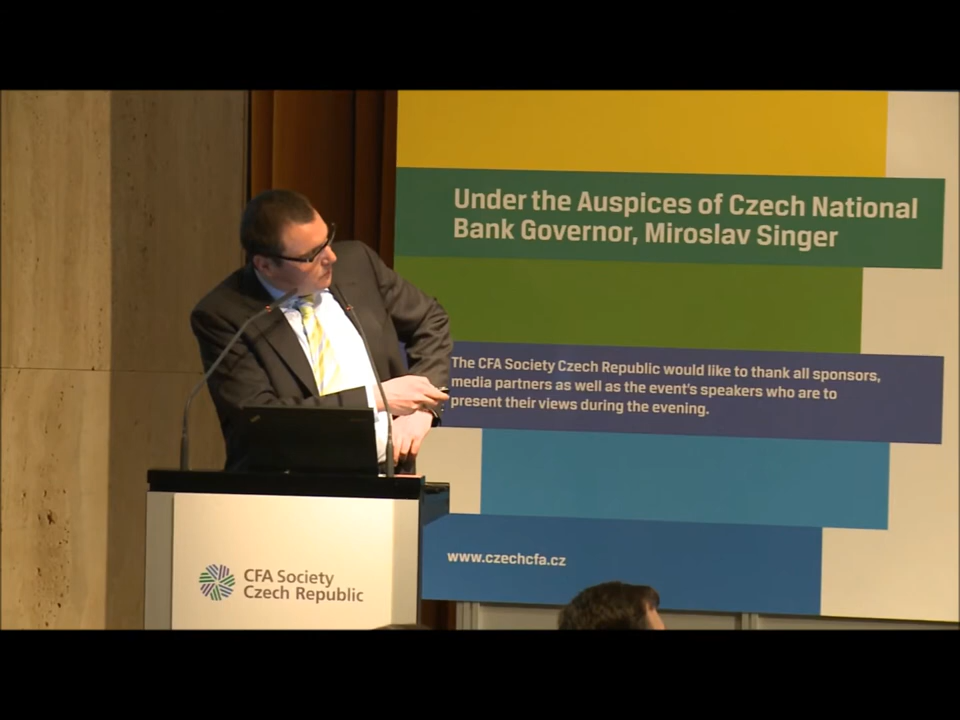 Under the Auspices of Czech National
Bank Governor, Miroslav Singer
The CFA Society Czech Republic would like to thank all sponsors,
media partners as well as the event's speakers who are to
present their views during the evening.
www.czechcfa.cz
CFA Society
Czech Republic